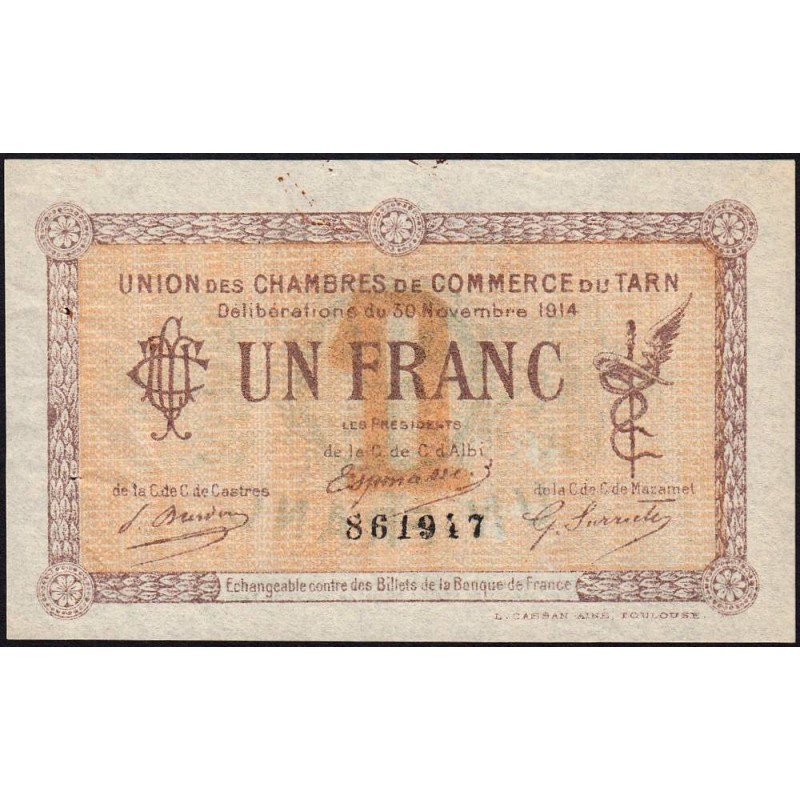 UNION DES CHAMBRES DE COMMERCE DU TARN
Délibérations du 30 Novembre 1914
UN FRANC
LES PRÉSIDENTS
de la C. de C. d'Albi
de la C. de C. de Castres
de la C. de C. de Mazamet
861947
Echangeable contre des Billets de la Banque de France
L. CASSAN AINÉ, TOULOUSE.